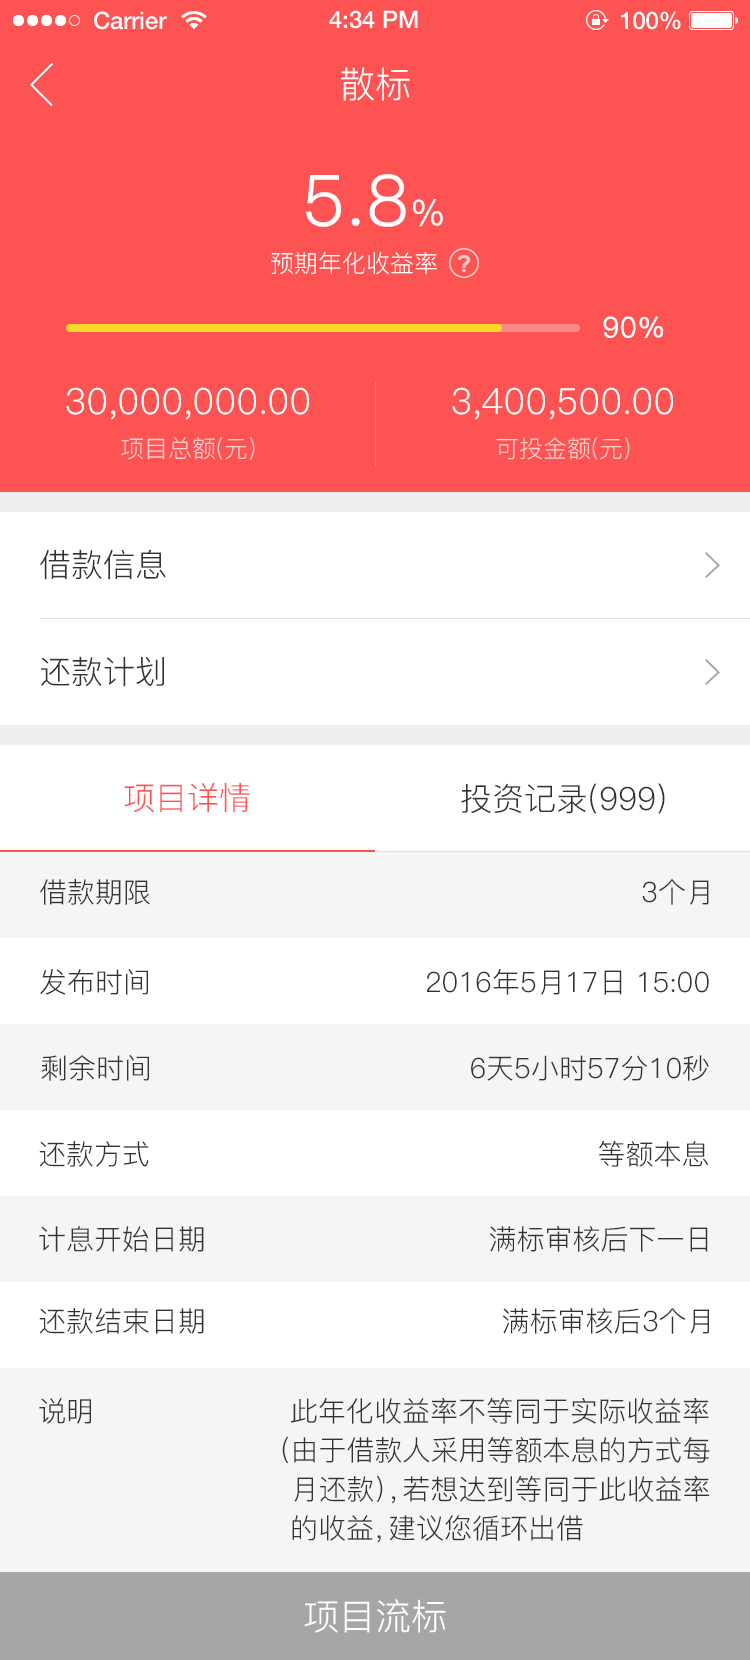 Carrier 4:34 PM 100%
散标
5.8%
预期年化收益率 ?
90%
30,000,000.00 3,400,500.00
项目总额(元) 可投金额(元)
借款信息
还款计划
项目详情 投资记录(999)
借款期限 3个月
发布时间 2016年5月17日 15:00
剩余时间 6天5小时57分10秒
还款方式 等额本息
计息开始日期 满标审核后下一日
还款结束日期 满标审核后3个月
说明 此年化收益率不等同于实际收益率
(由于借款人采用等额本息的方式每
月还款),若想达到等同于此收益率
的收益,建议您循环出借
项目流标